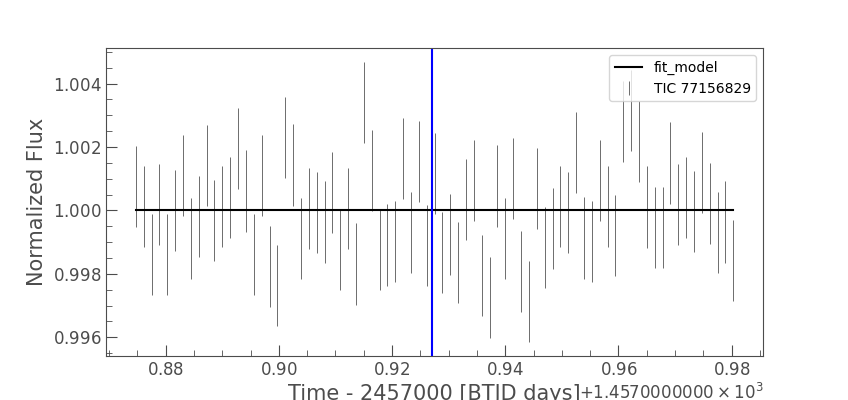 fit_model
TIC 77156829
1.004
1.002
1.000
0.998
0.996
Normalized Flux
0.88 0.90 0.92 0.94 0.96 0.98
Time - 2457000 [BTJD days]
+1.4570000000 × 10³